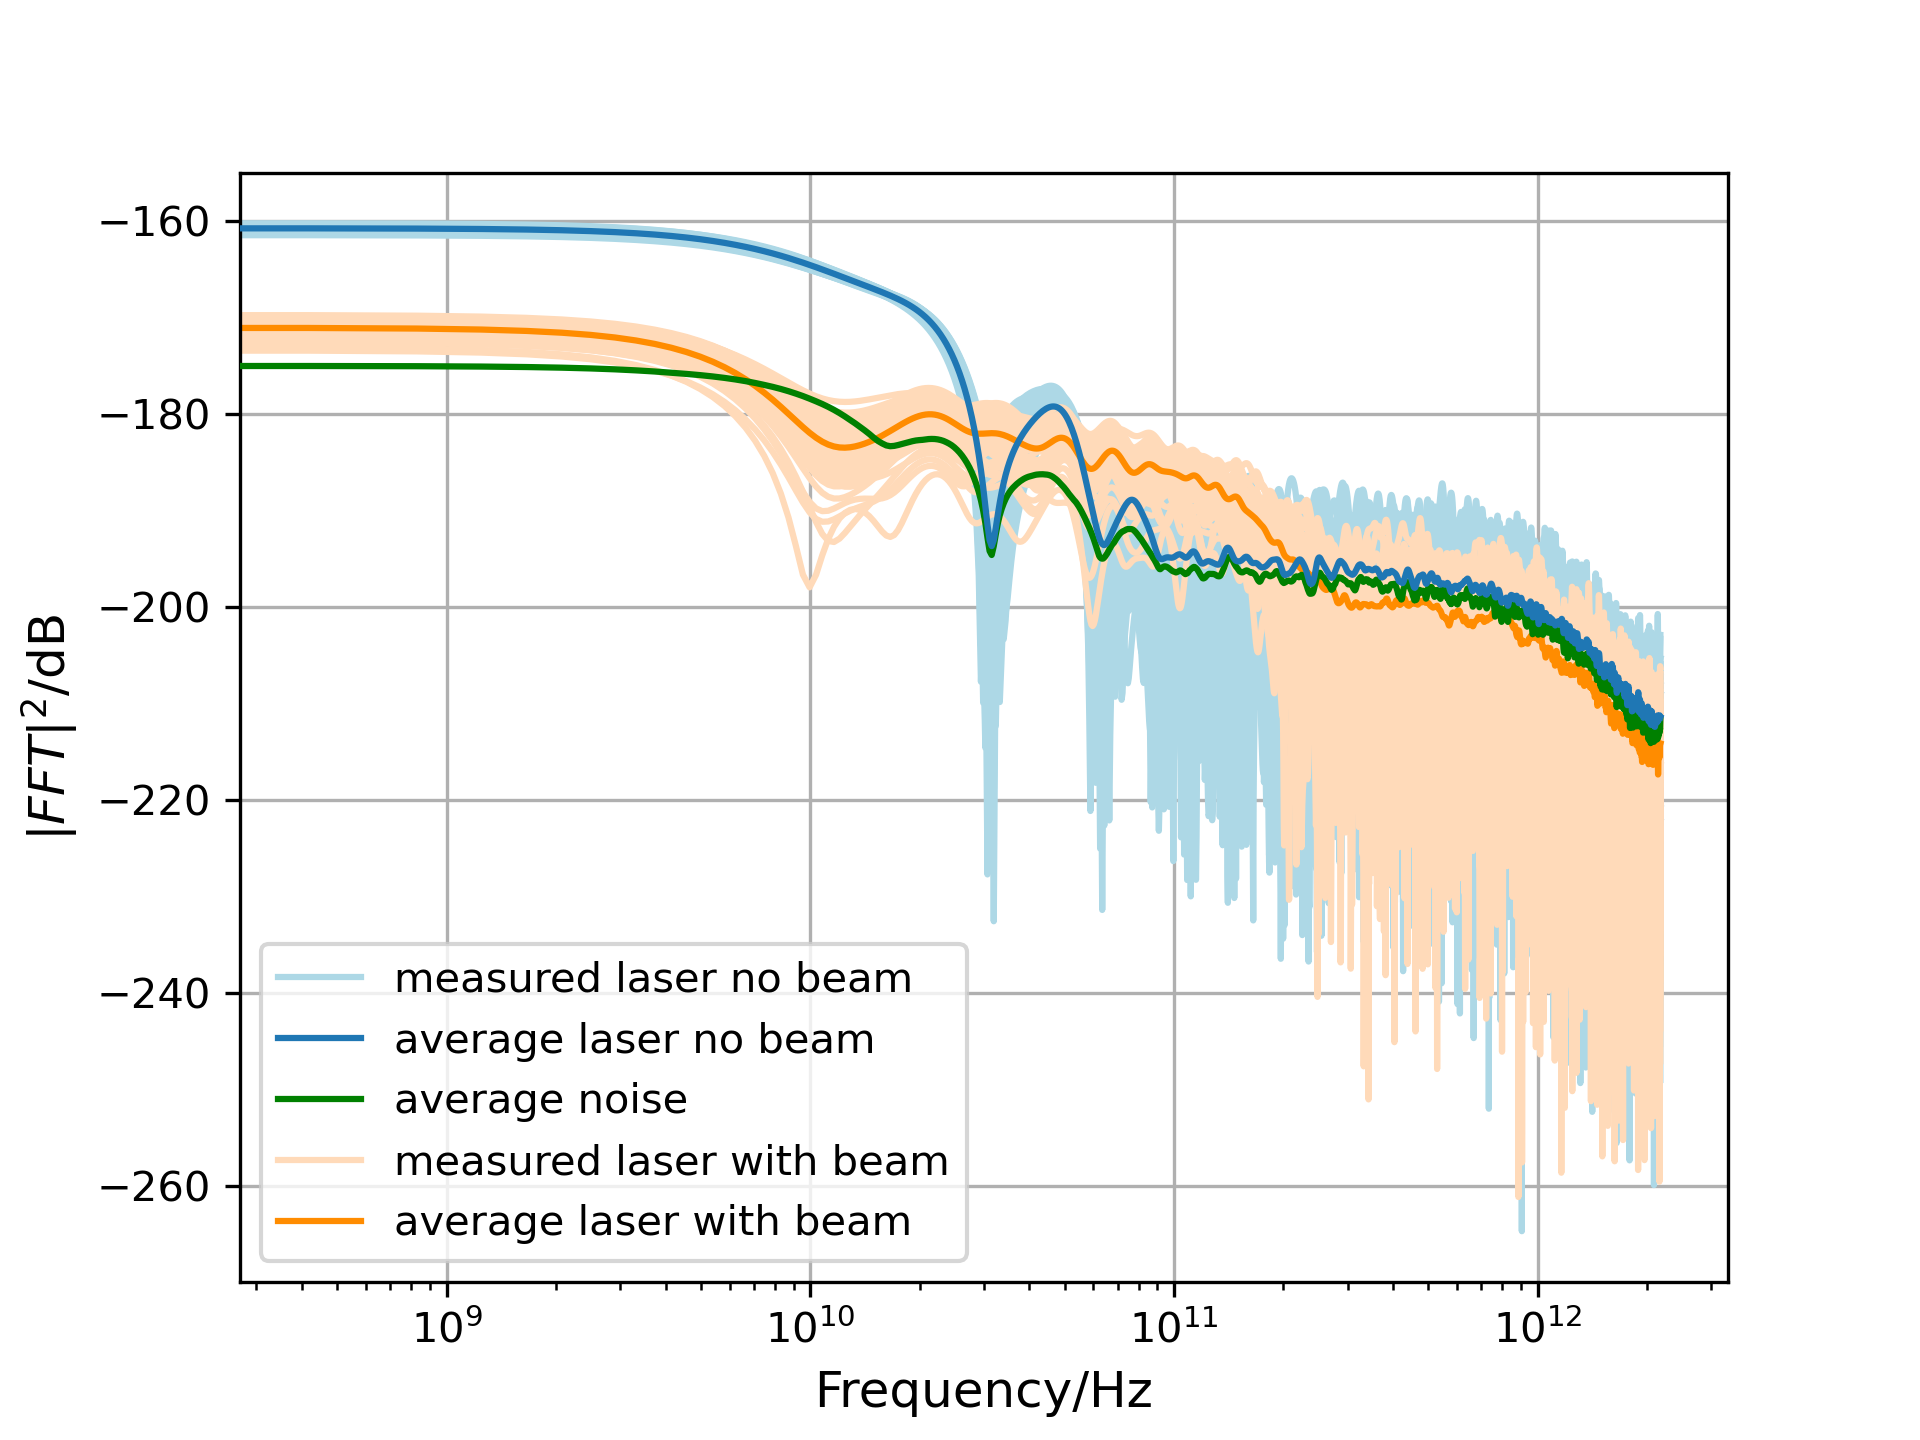 −160
−180
−200
−220
−240
−260
|FFT|²/dB
measured laser no beam
average laser no beam
average noise
measured laser with beam
average laser with beam
10⁹
10¹⁰
10¹¹
10¹²
Frequency/Hz